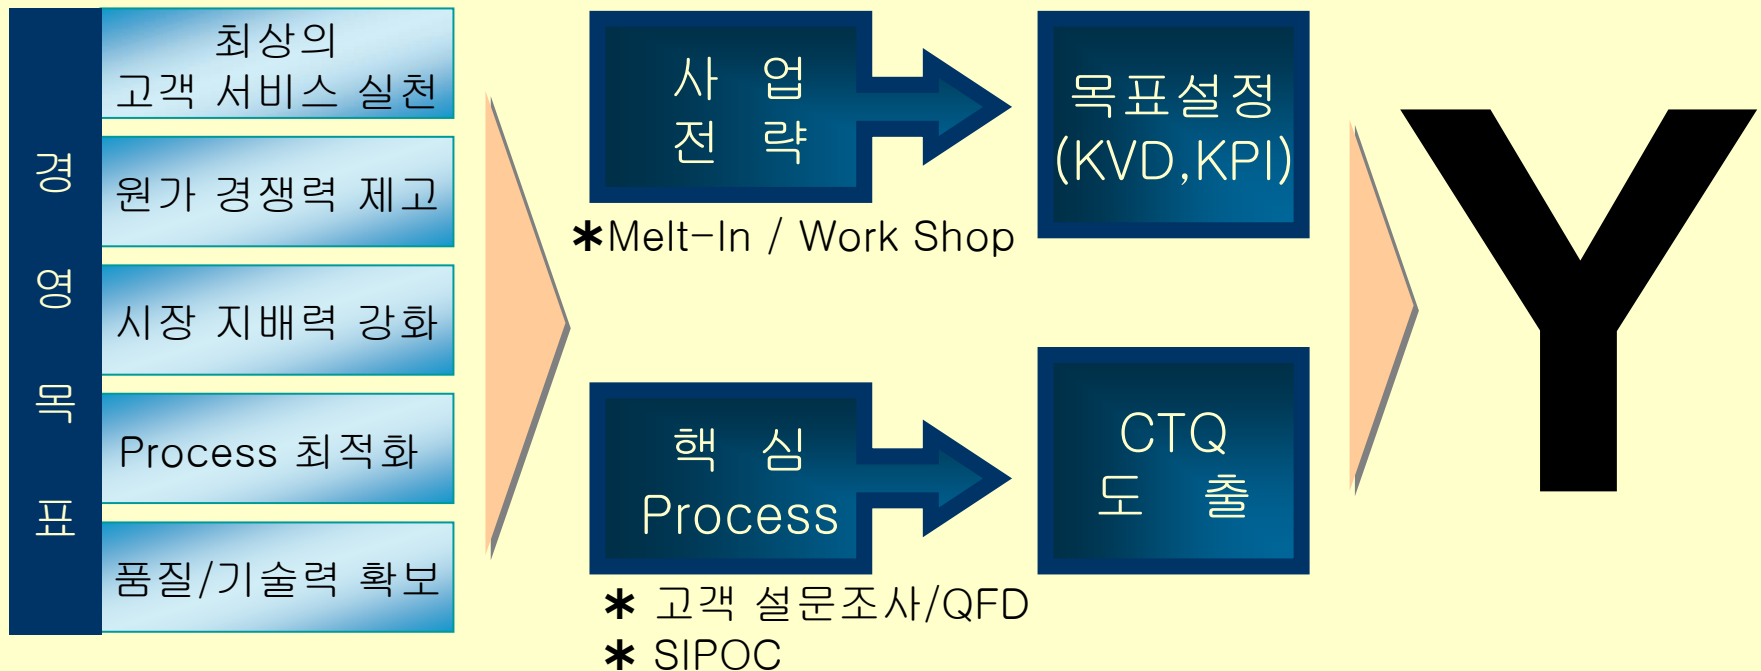 경영목표
최상의
고객 서비스 실천
원가 경쟁력 제고
시장 지배력 강화
Process 최적화
품질/기술력 확보
사 업
전 략
*Melt-In / Work Shop
목표설정
(KVD,KPI)
핵 심
Process
* 고객 설문조사/QFD
* SIPOC
CTQ
도 출
Y